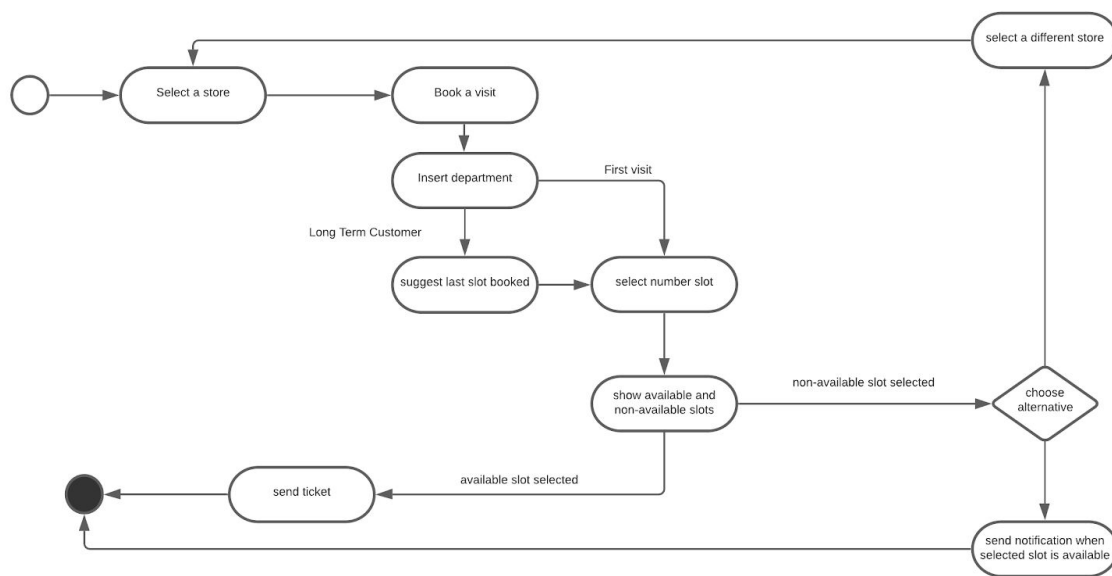 select a different store
Select a store
Book a visit
Insert department
First visit
Long Term Customer
suggest last slot booked
select number slot
show available and
non-available slots
non-available slot selected
choose
alternative
available slot selected
send ticket
send notification when
selected slot is available